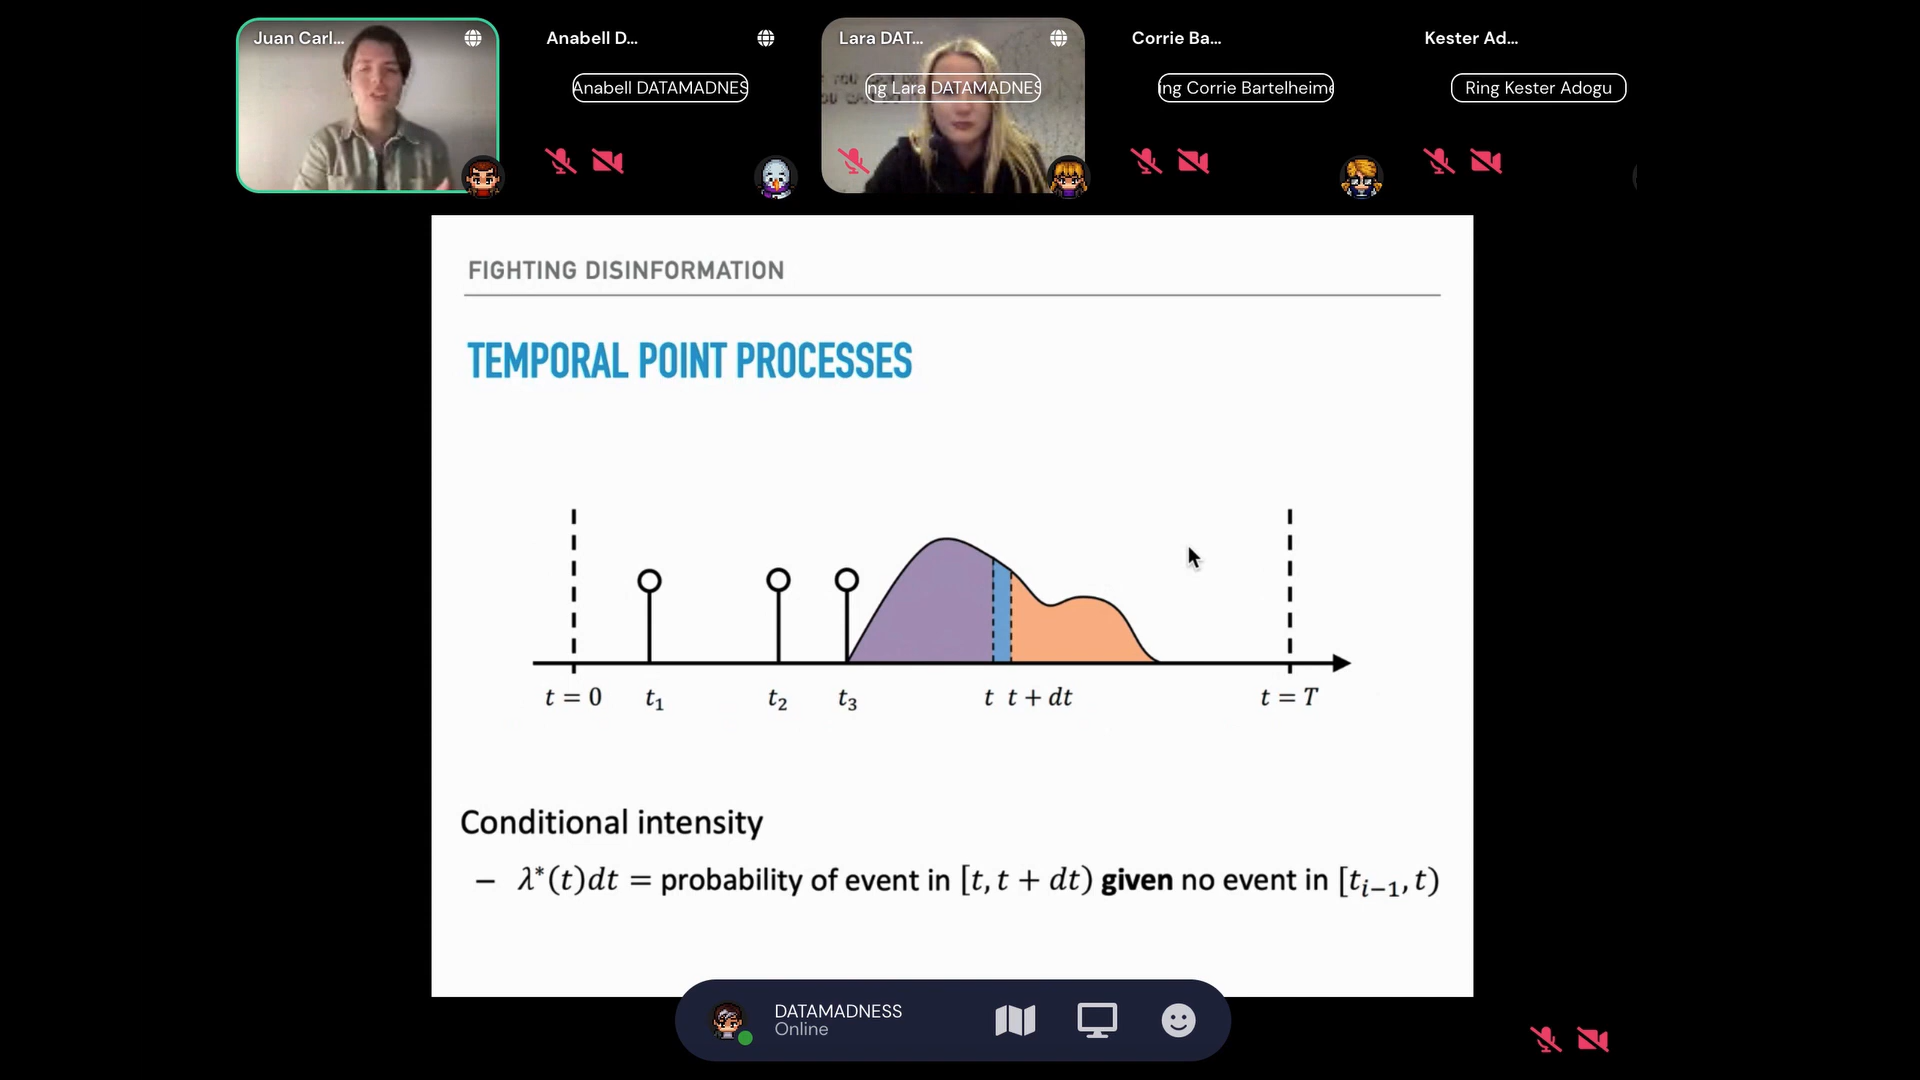 Juan Carl...
Anabell D...
Lara DAT...
Corrie Ba...
Kester Ad...
Anabell DATAMADNES
ng Lara DATAMADNES
ing Corrie Bartelheime
Ring Kester Adogu
FIGHTING DISINFORMATION
TEMPORAL POINT PROCESSES
t = 0 t₁ t₂ t₃ t t + dt t = T
Conditional intensity
– λ*(t)dt = probability of event in [t, t + dt) given no event in [tᵢ₋₁, t)
DATAMADNESS
Online